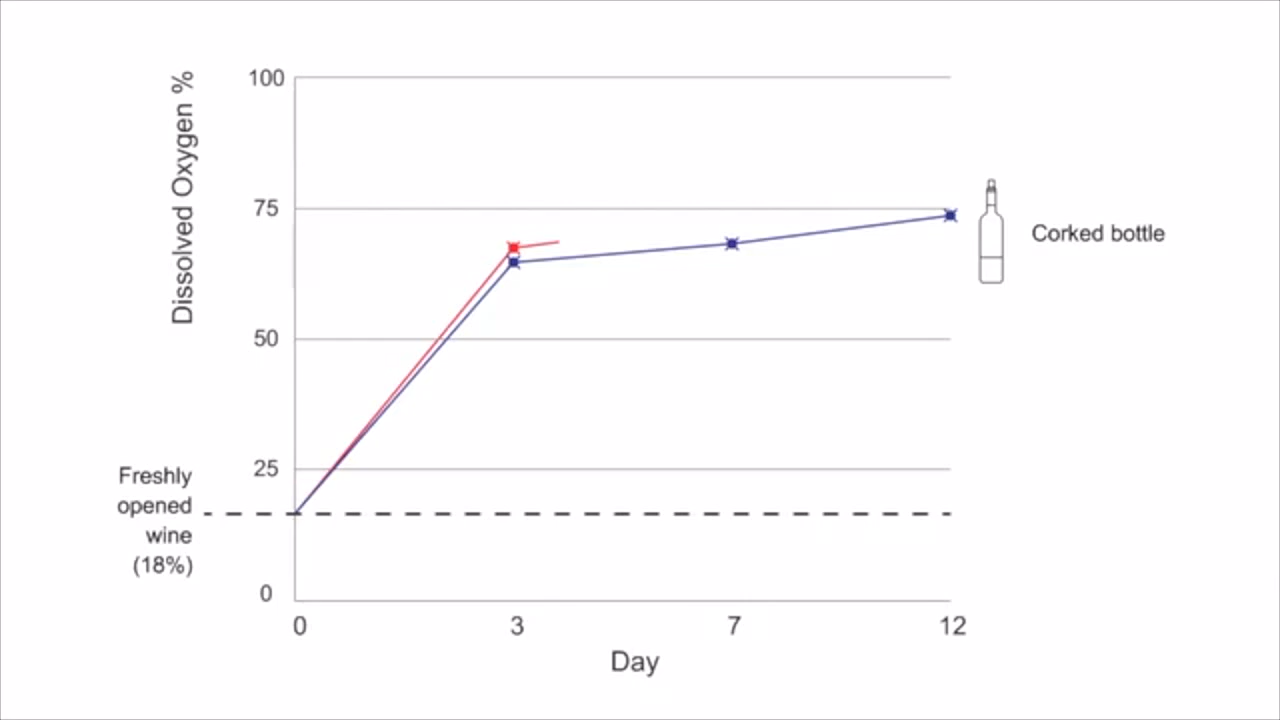 Dissolved Oxygen %
100
75
50
25
0
Freshly
opened
wine
(18%)
Corked bottle
0 3 7 12
Day